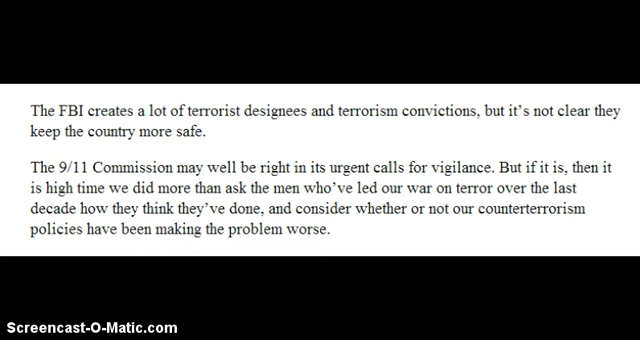 The FBI creates a lot of terrorist designees and terrorism convictions, but it's not clear they
keep the country more safe.
The 9/11 Commission may well be right in its urgent calls for vigilance. But if it is, then it
is high time we did more than ask the men who've led our war on terror over the last
decade how they think they've done, and consider whether or not our counterterrorism
policies have been making the problem worse.
Screencast-O-Matic.com